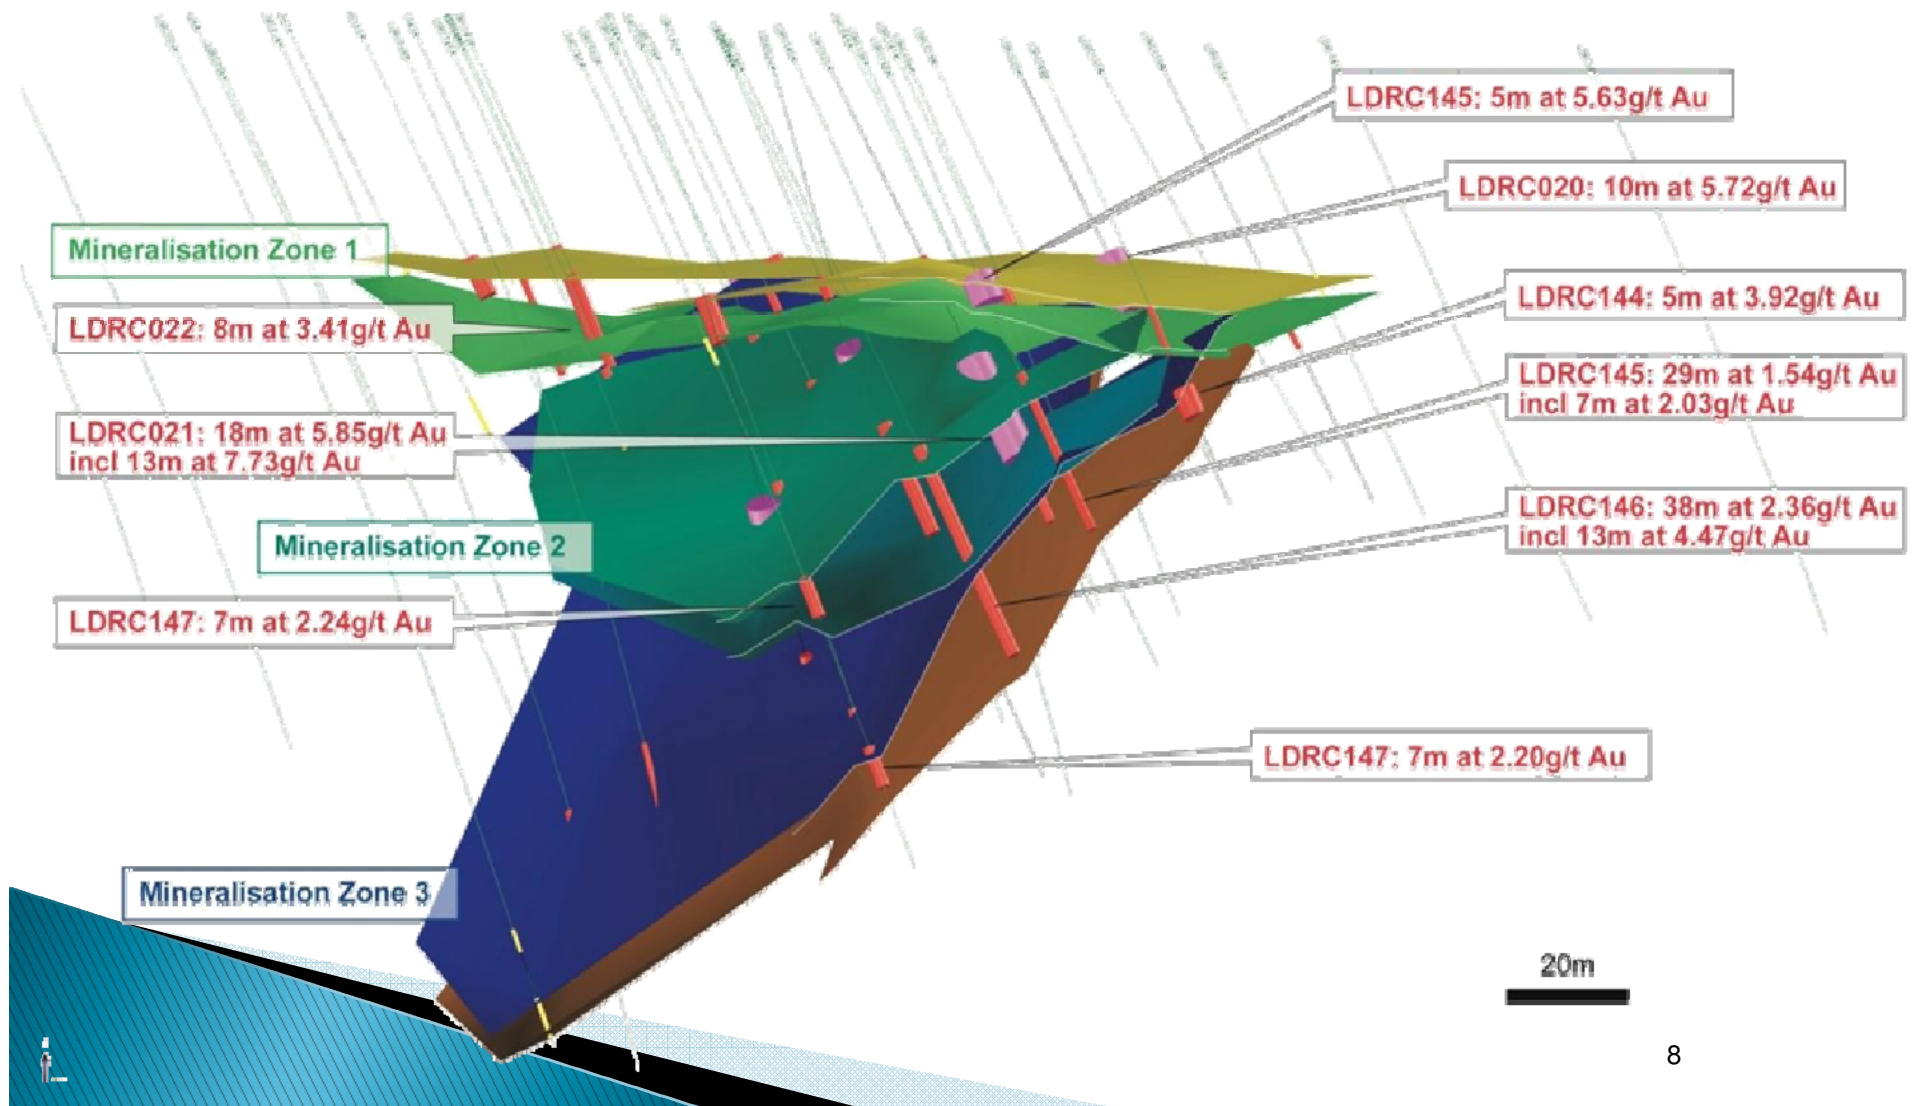 LDRC145: 5m at 5.63g/t Au
LDRC020: 10m at 5.72g/t Au
Mineralisation Zone 1
LDRC144: 5m at 3.92g/t Au
LDRC022: 8m at 3.41g/t Au
LDRC145: 29m at 1.54g/t Au
incl 7m at 2.03g/t Au
LDRC021: 18m at 5.85g/t Au
incl 13m at 7.73g/t Au
LDRC146: 38m at 2.36g/t Au
incl 13m at 4.47g/t Au
Mineralisation Zone 2
LDRC147: 7m at 2.24g/t Au
LDRC147: 7m at 2.20g/t Au
Mineralisation Zone 3
20m
8